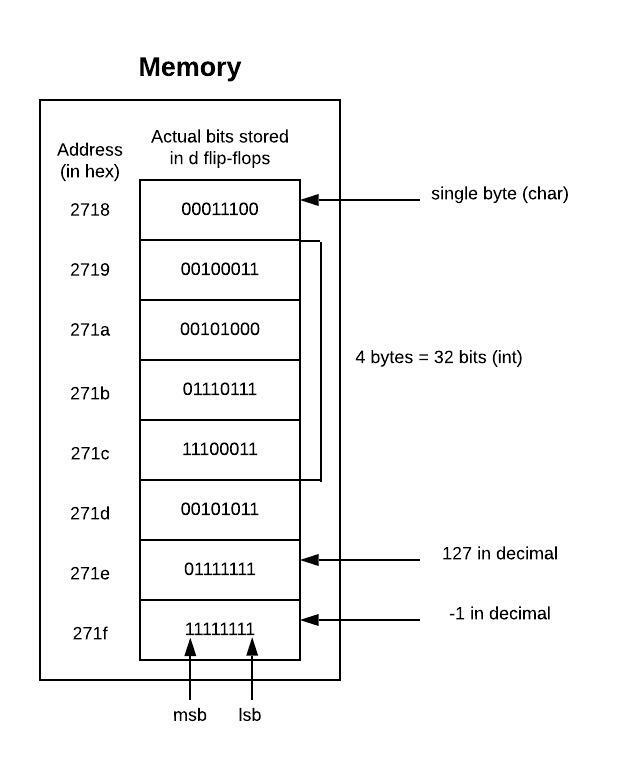 Memory
Address
(in hex)
Actual bits stored
in d flip-flops
2718
00011100
single byte (char)
2719
00100011
271a
00101000
4 bytes = 32 bits (int)
271b
01110111
271c
11100011
271d
00101011
271e
01111111
127 in decimal
271f
11111111
-1 in decimal
msb
lsb